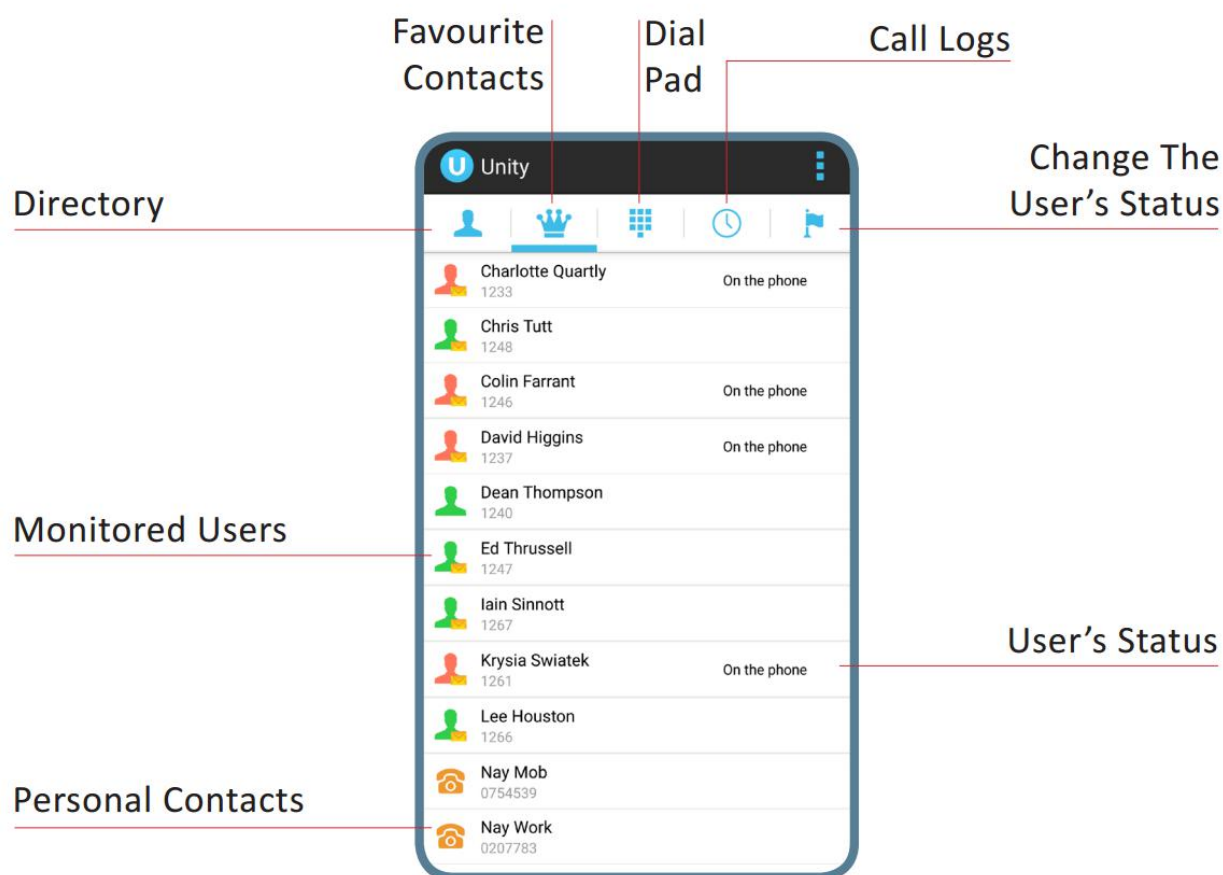 Favourite
Contacts
Dial
Pad
Call Logs
Change The
User's Status
Directory
U Unity
Charlotte Quartly
1233
On the phone
Chris Tutt
1248
Colin Farrant
1246
On the phone
David Higgins
1237
On the phone
Dean Thompson
1240
Monitored Users
Ed Thrussell
1247
Iain Sinnott
1267
User's Status
Krysia Swiatek
1261
On the phone
Lee Houston
1266
Nay Mob
0754539
Personal Contacts
Nay Work
0207783